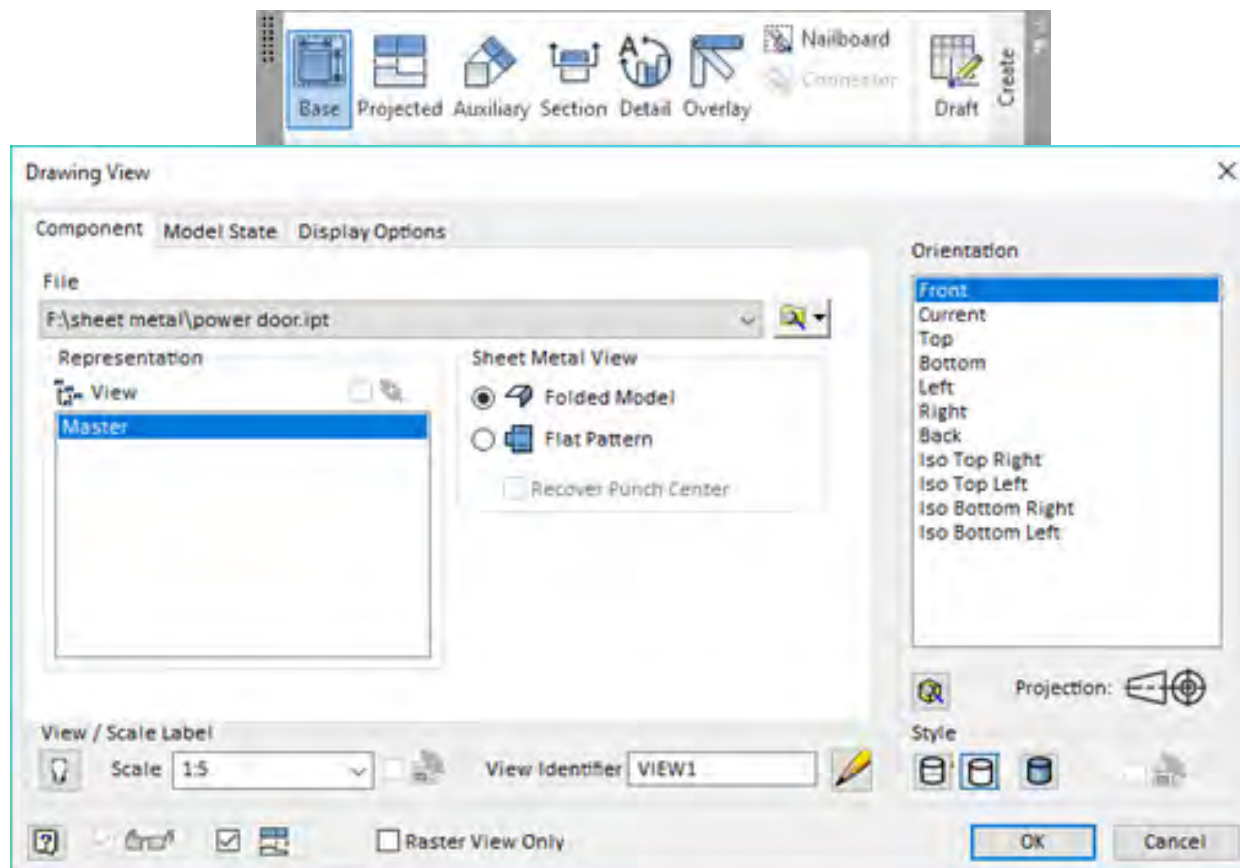 Nailboard
Connector
Base Projected Auxiliary Section Detail Overlay Draft Create
Drawing View
Component Model State Display Options
Orientation
File
F:\sheet metal\power door.ipt
Front
Current
Top
Bottom
Left
Right
Back
Iso Top Right
Iso Top Left
Iso Bottom Right
Iso Bottom Left
Representation
View
Master
Sheet Metal View
Folded Model
Flat Pattern
Recover Punch Center
Projection:
View / Scale Label
Scale 1:5
View Identifier VIEW1
Style
Raster View Only
OK Cancel